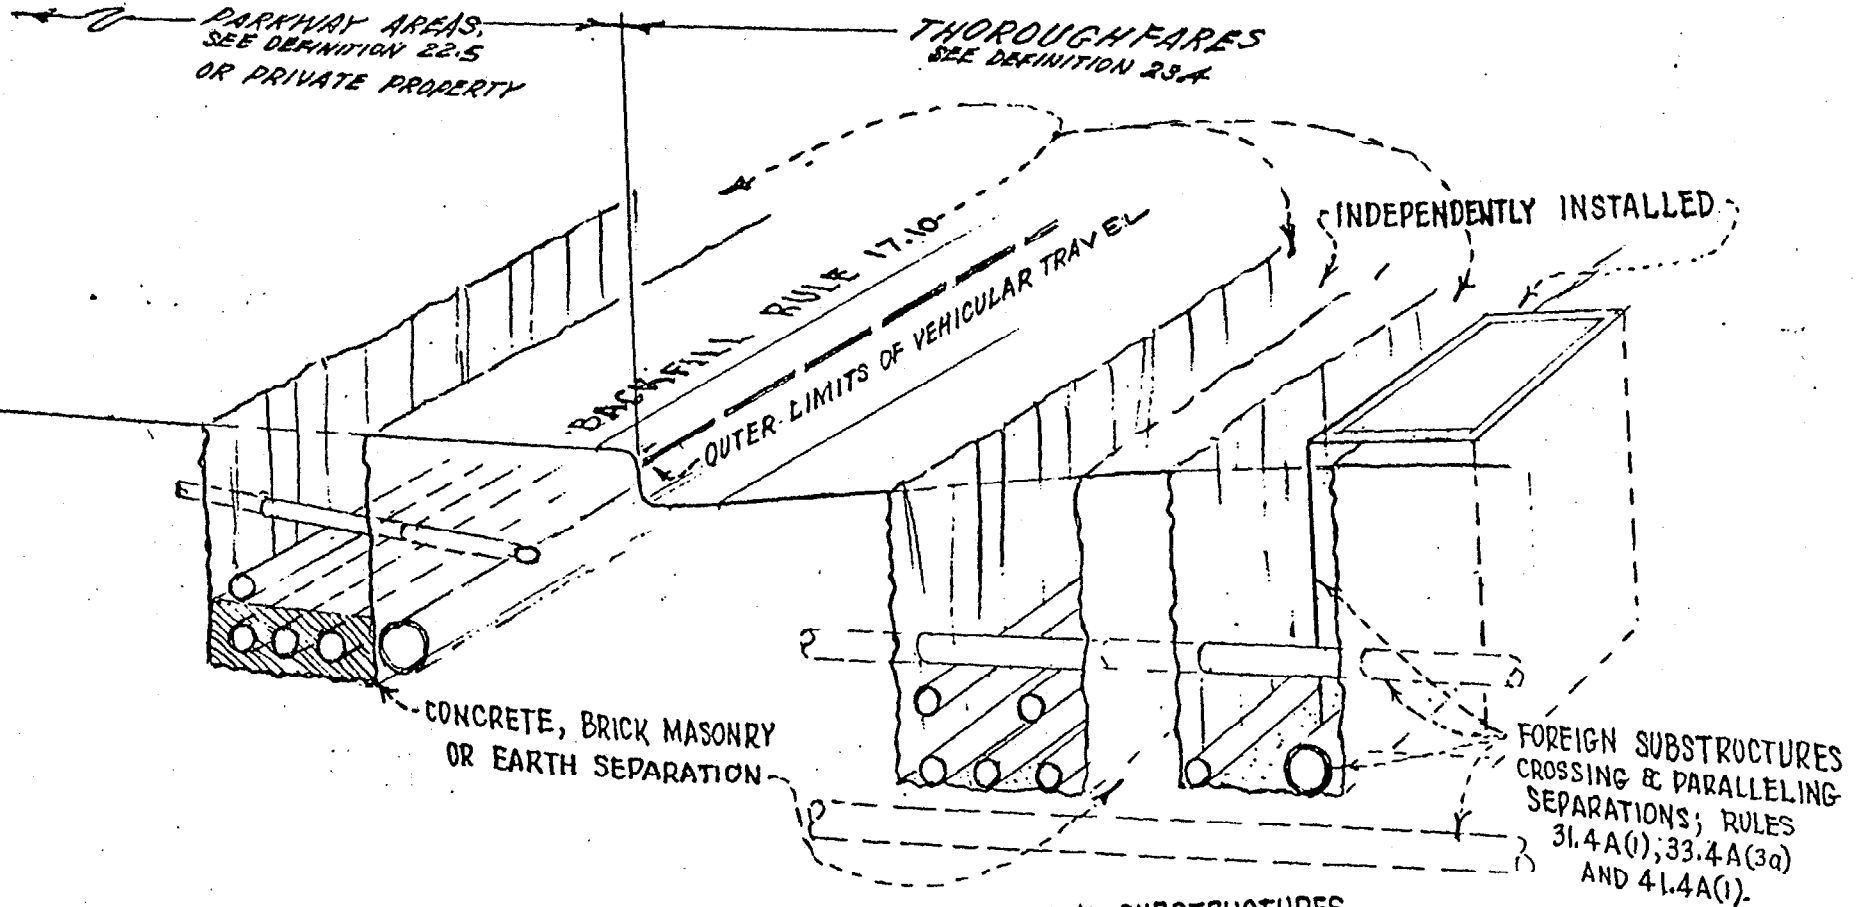 PARKWAY AREAS.
SEE DEFINITION 22.5
OR PRIVATE PROPERTY
THOROUGHFARES
SEE DEFINITION 23.4
INDEPENDENTLY INSTALLED
BACKFILL RULE 17.10
OUTER LIMITS OF VEHICULAR TRAVEL
CONCRETE, BRICK MASONRY
OR EARTH SEPARATION
FOREIGN SUBSTRUCTURES
CROSSING & PARALLELING
SEPARATIONS; RULES
31.4A(1); 33.4A(3a)
AND 41.4A(1).
SUBSTRUCTURES